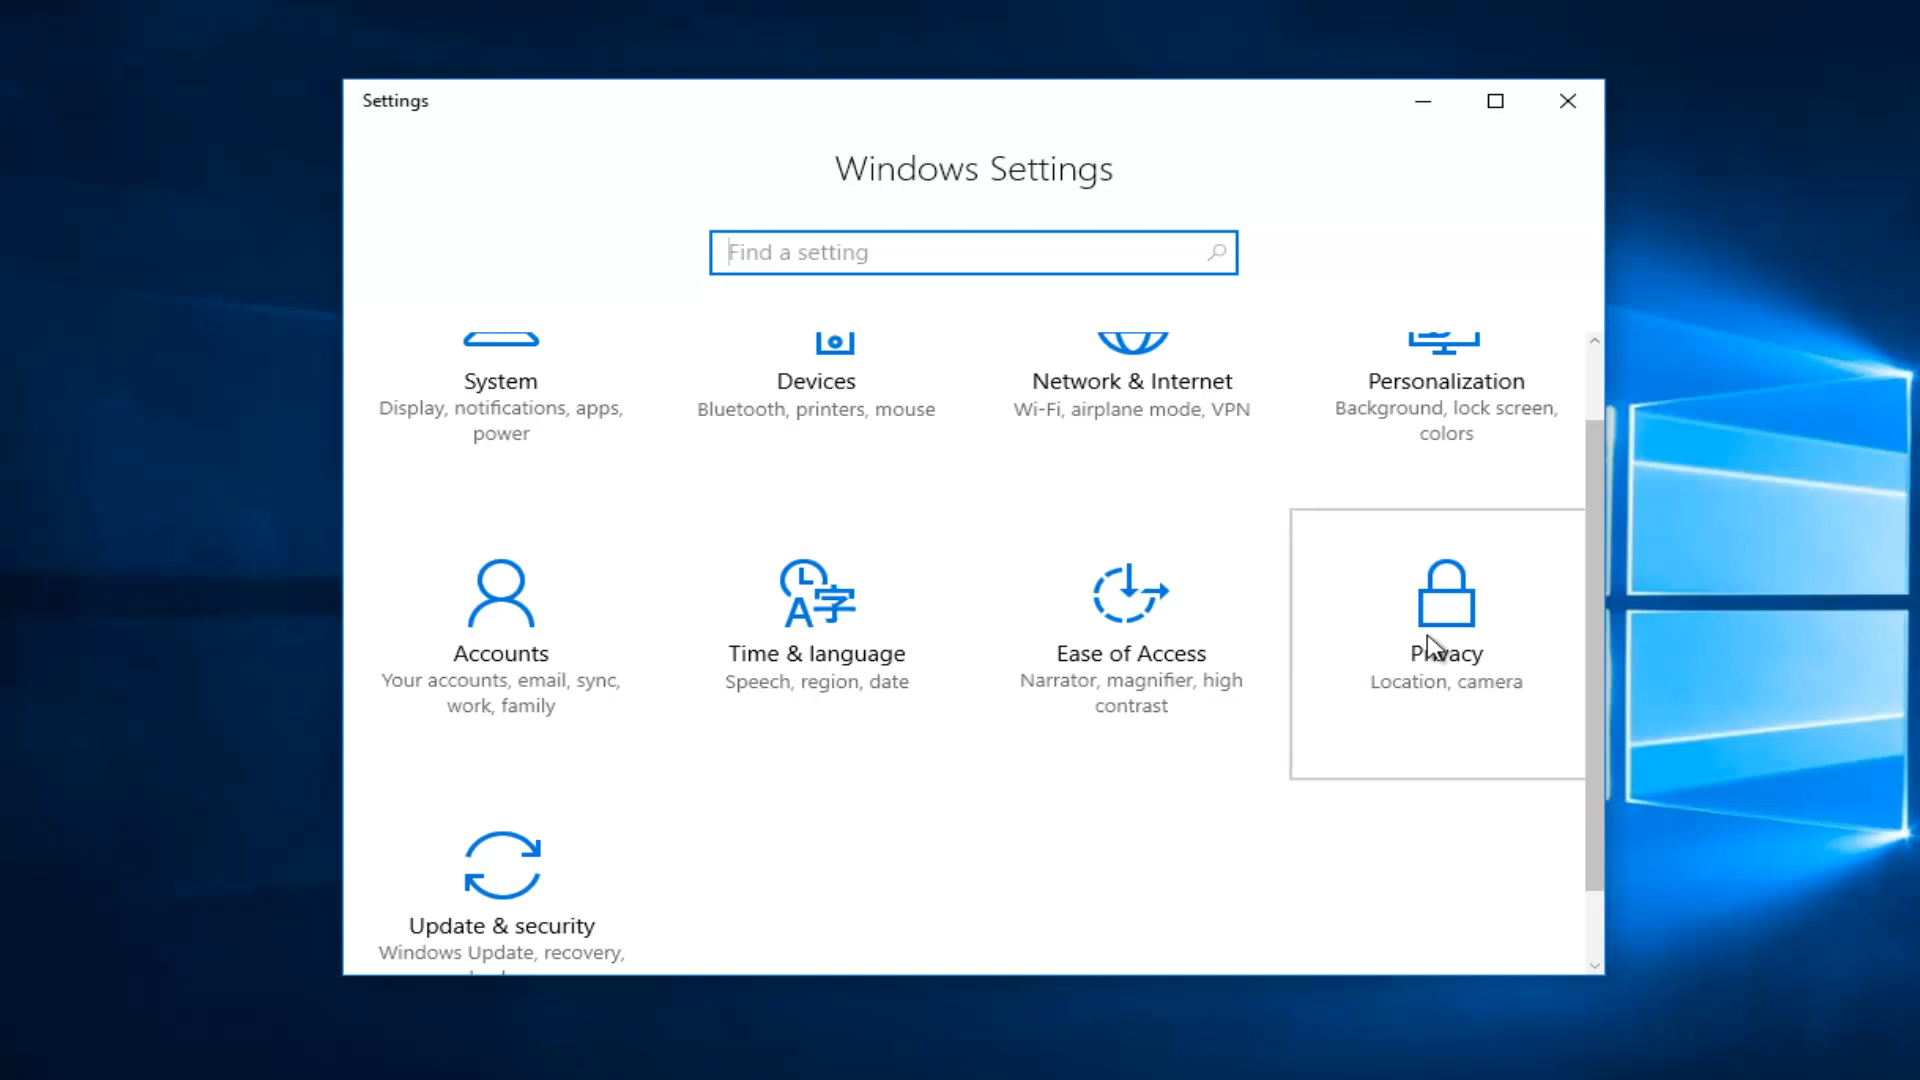 Settings
Windows Settings
Find a setting
System
Display, notifications, apps,
power
Devices
Bluetooth, printers, mouse
Network & Internet
Wi-Fi, airplane mode, VPN
Personalization
Background, lock screen,
colors
Accounts
Your accounts, email, sync,
work, family
A字
Time & language
Speech, region, date
Ease of Access
Narrator, magnifier, high
contrast
Privacy
Location, camera
Update & security
Windows Update, recovery,